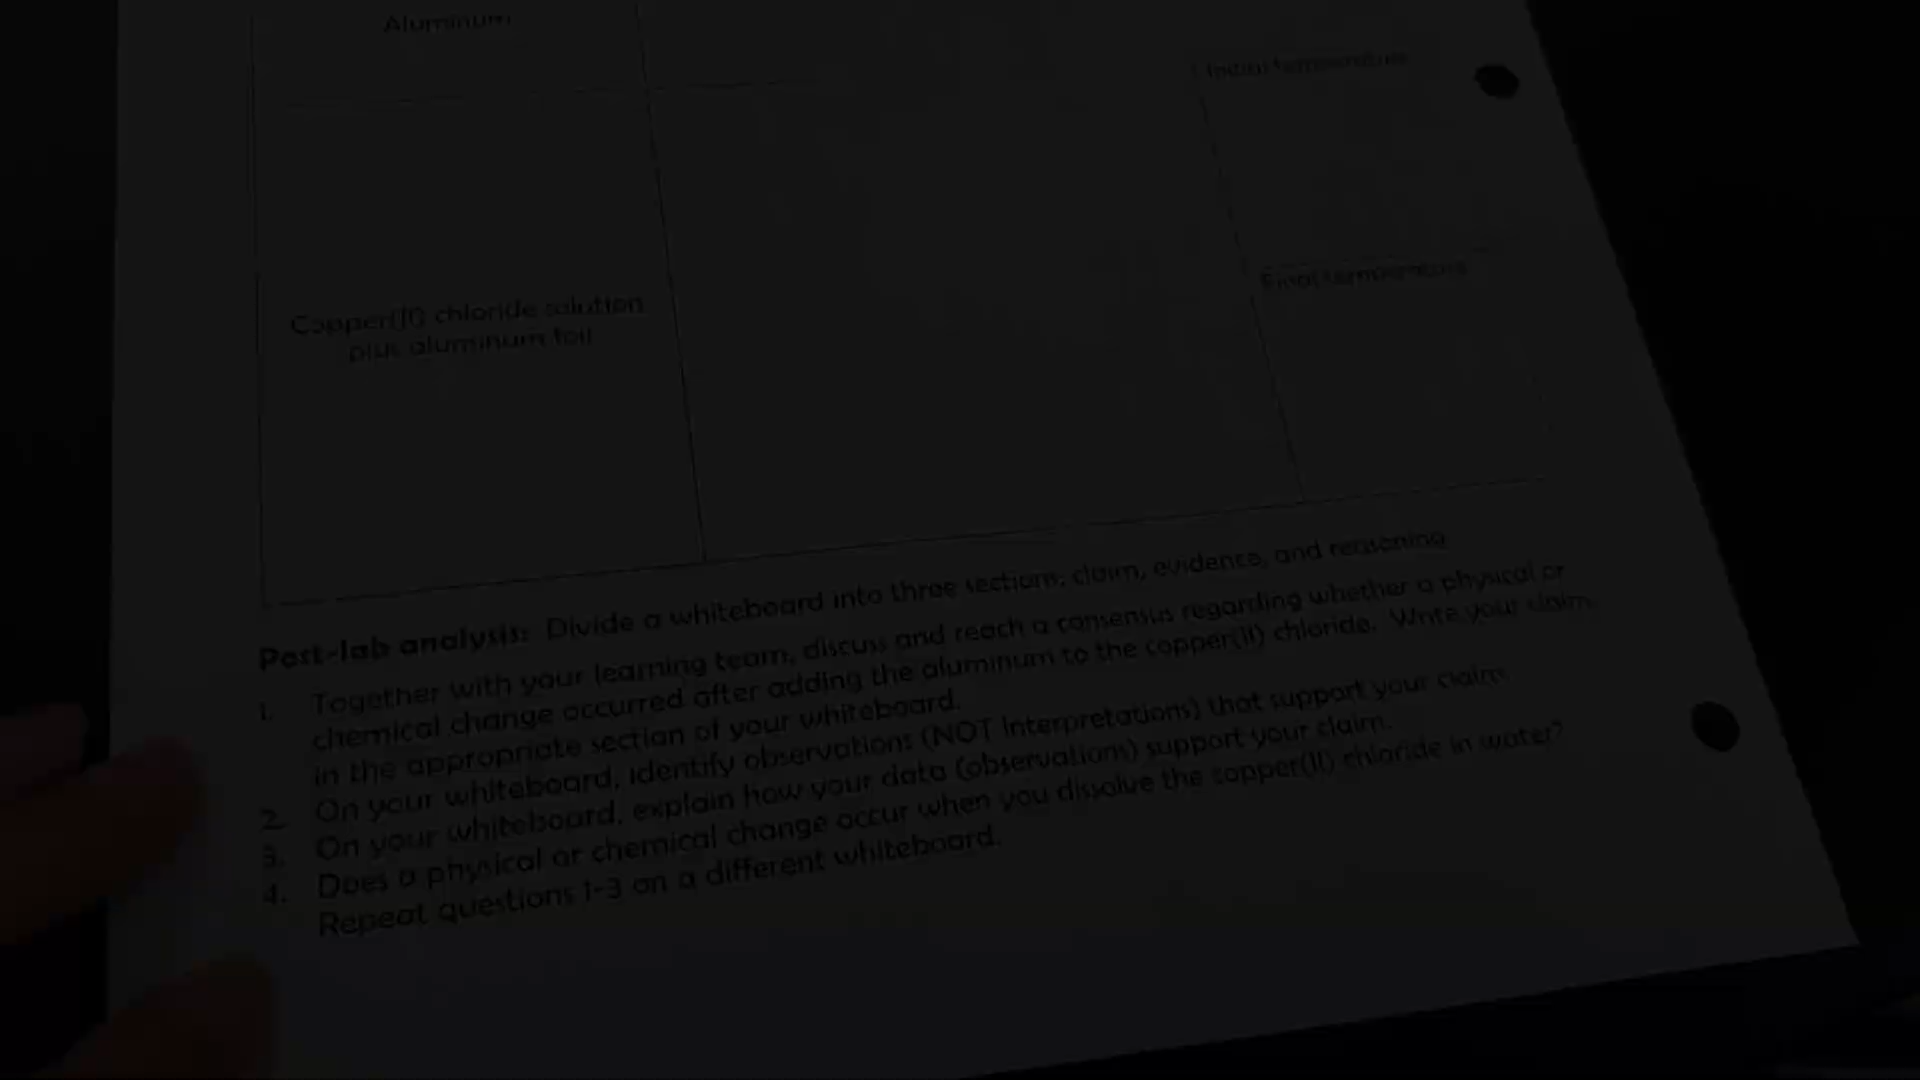 Aluminum
Initial temperature
Copper(II) chloride solution
plus aluminum foil
Final temperature
Post-lab analysis: Divide a whiteboard into three sections: claim, evidence, and reasoning
1. Together with your learning team, discuss and reach a consensus regarding whether a physical or
chemical change occurred after adding the aluminum to the copper(II) chloride. Write your claim
in the appropriate section of your whiteboard.
2. On your whiteboard, identify observations (NOT interpretations) that support your claim.
3. On your whiteboard, explain how your data (observations) support your claim.
4. Does a physical or chemical change occur when you dissolve the copper(II) chloride in water?
Repeat questions 1-3 on a different whiteboard.